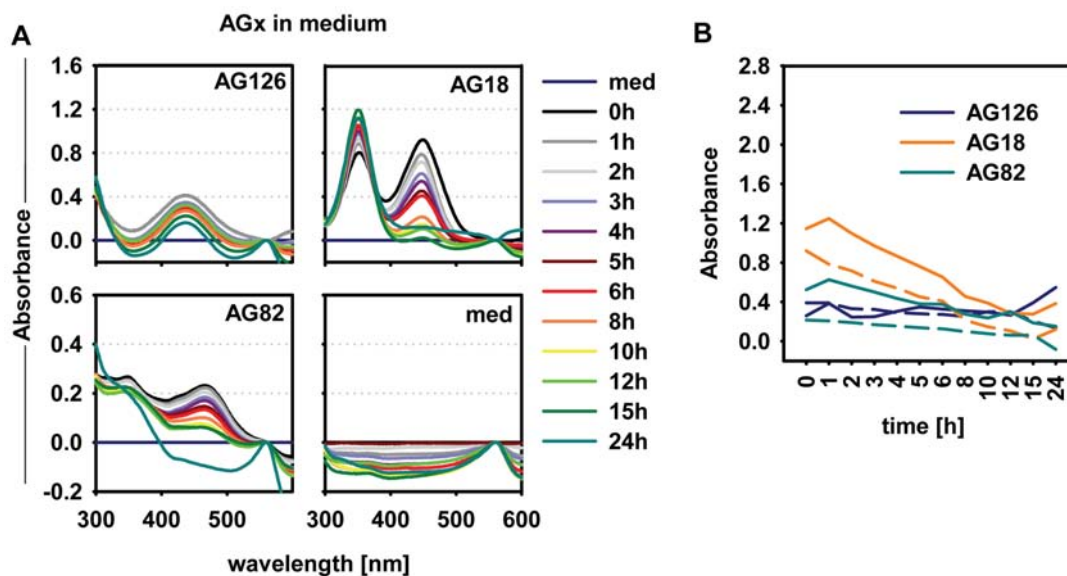 A
AGx in medium
Absorbance
1.6
1.2
0.8
0.4
0.0
AG126
AG18
0.6
0.4
0.2
0.0
-0.2
AG82
med
300 400 500 300 400 500 600
wavelength [nm]
med
0h
1h
2h
3h
4h
5h
6h
8h
10h
12h
15h
24h
B
Absorbance
2.8
2.4
2.0
1.6
1.2
0.8
0.4
0.0
AG126
AG18
AG82
0 1 2 3 4 5 6 8 10 12 15 24
time [h]